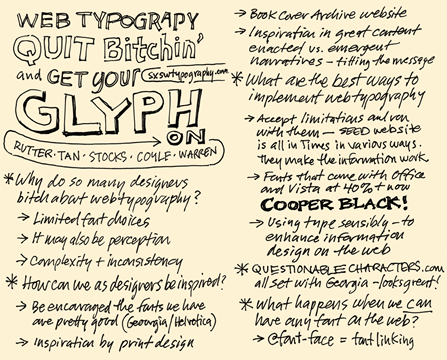 WEB TYPOGRAPY
QUIT Bitchin'
and GET YOUR sxswtypography.com
GLYPH
ON
RUTTER · TAN · STOCKS · COYLE · WARREN
* Why do so many designers
bitch about web typography?
→ Limited font choices
→ It may also be perception
→ Complexity + inconsistency
* How can we as designers be inspired?
→ Be encouraged the fonts we have
are pretty good (Georgia/Helvetica)
→ inspiration by print design
→ Book Cover Archive website
→ Inspiration in great content
enacted vs. emergent
narratives – fitting the message
* What are the best ways to
implement web typography
→ Accept limitations and run
with them — SEED website
is all in Times in various ways.
they make the information work.
→ Fonts that come with Office
and Vista at 40% + now
COOPER BLACK!
→ Using type sensibly – to
enhance information
design on the web
* QUESTIONABLECHARACTERS.com
all set with Georgia – looks great!
* What happens when we can
have any font on the web?
→ @font-face = font linking